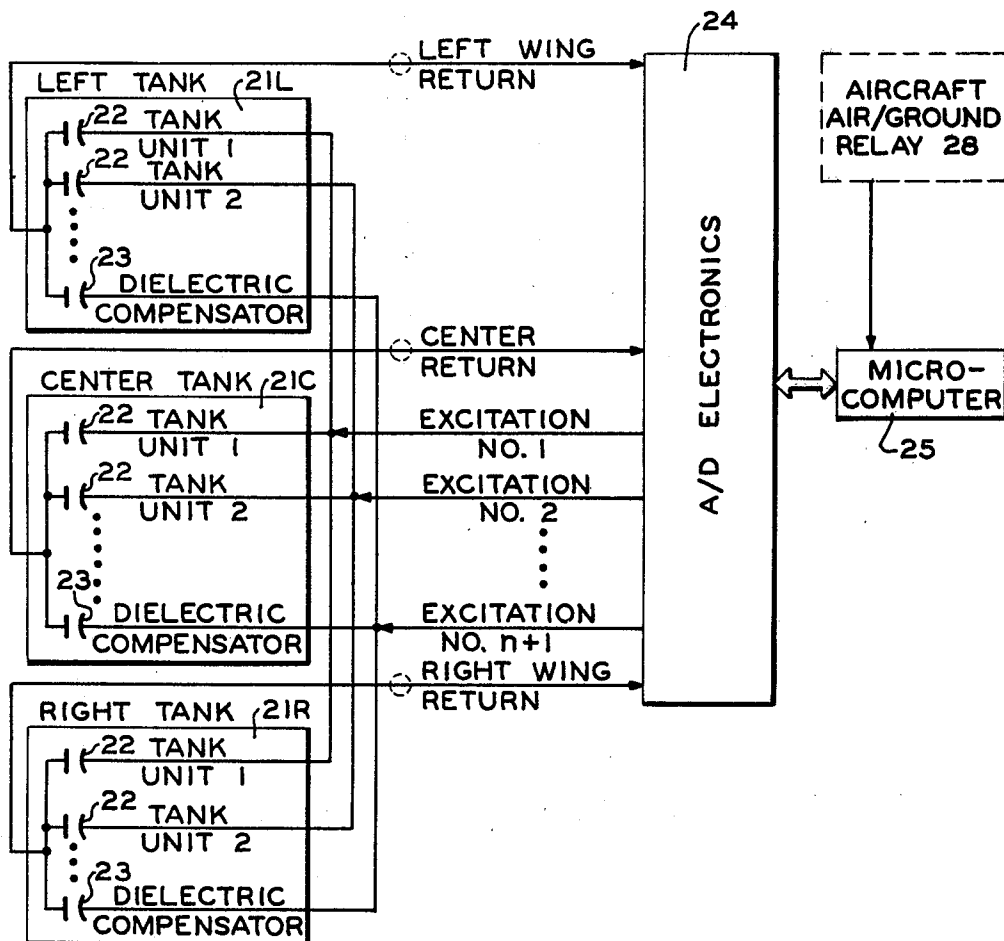 24
LEFT WING
RETURN
LEFT TANK 21L
22 TANK
UNIT 1
22 TANK
UNIT 2
23 DIELECTRIC
COMPENSATOR
AIRCRAFT
AIR/GROUND
RELAY 28
A/D ELECTRONICS
CENTER
RETURN
MICRO-
COMPUTER
25
CENTER TANK 21C
22 TANK
UNIT 1
22 TANK
UNIT 2
23 DIELECTRIC
COMPENSATOR
EXCITATION
NO. 1
EXCITATION
NO. 2
EXCITATION
NO. n+1
RIGHT WING
RETURN
RIGHT TANK 21R
22 TANK
UNIT 1
22 TANK
UNIT 2
23 DIELECTRIC
COMPENSATOR